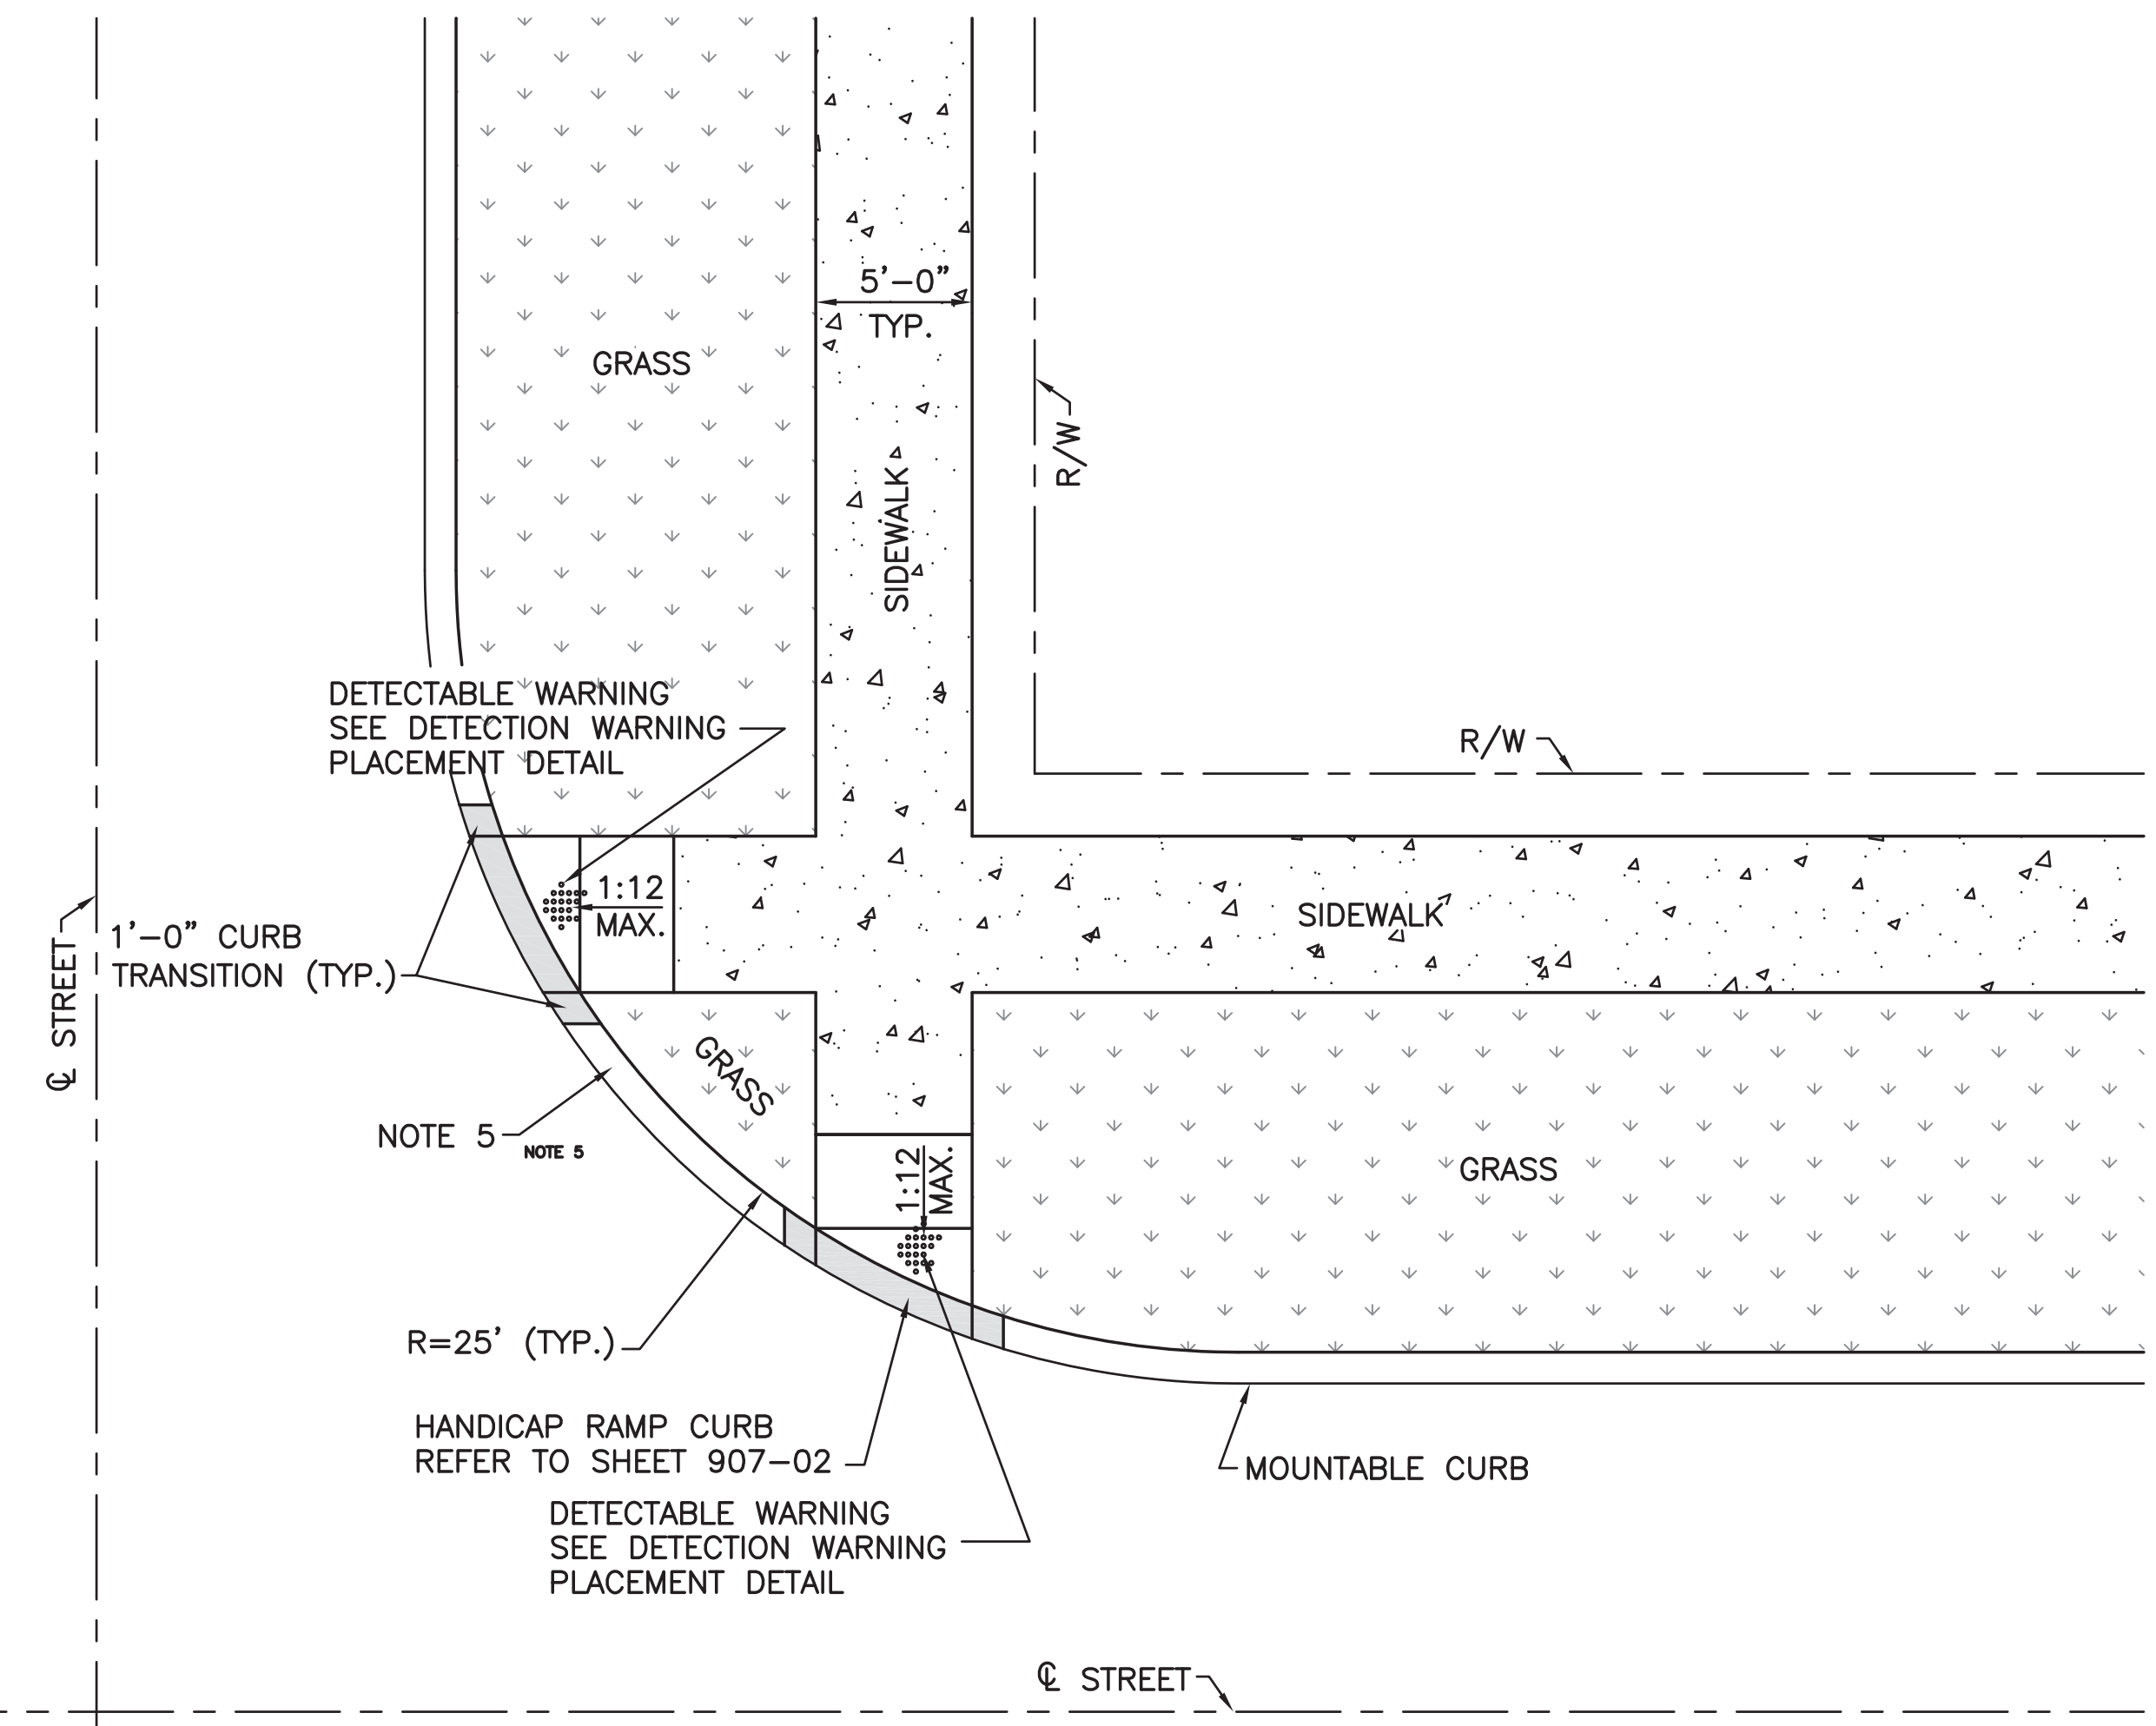 5'-0"
TYP.
GRASS
SIDEWALK
R/W
DETECTABLE WARNING
SEE DETECTION WARNING
PLACEMENT DETAIL
R/W
1:12
MAX.
SIDEWALK
1'-0" CURB
TRANSITION (TYP.)
℄ STREET
GRASS
NOTE 5
NOTE 5
1:12
MAX.
GRASS
R=25' (TYP.)
HANDICAP RAMP CURB
REFER TO SHEET 907-02
MOUNTABLE CURB
DETECTABLE WARNING
SEE DETECTION WARNING
PLACEMENT DETAIL
℄ STREET